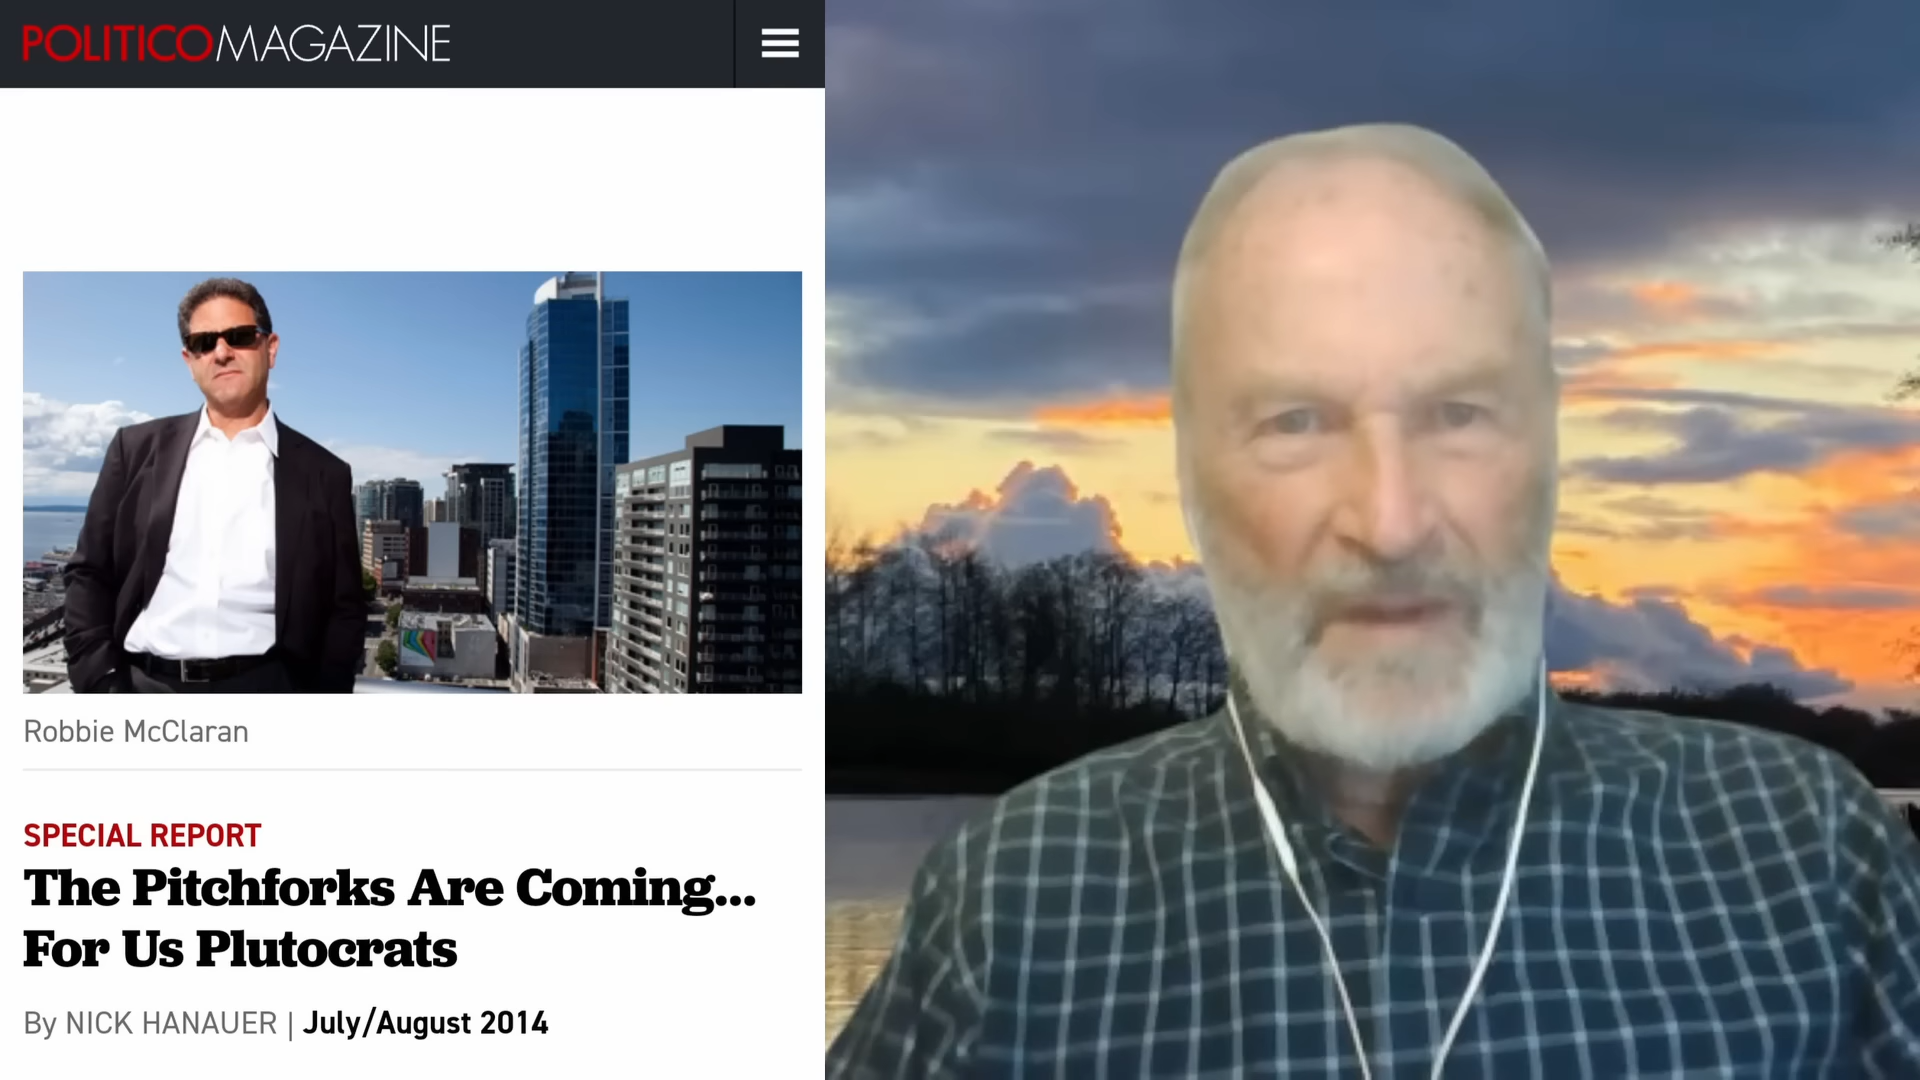 POLITICOMAGAZINE
Robbie McClaran
SPECIAL REPORT
The Pitchforks Are Coming...
For Us Plutocrats
By NICK HANAUER | July/August 2014